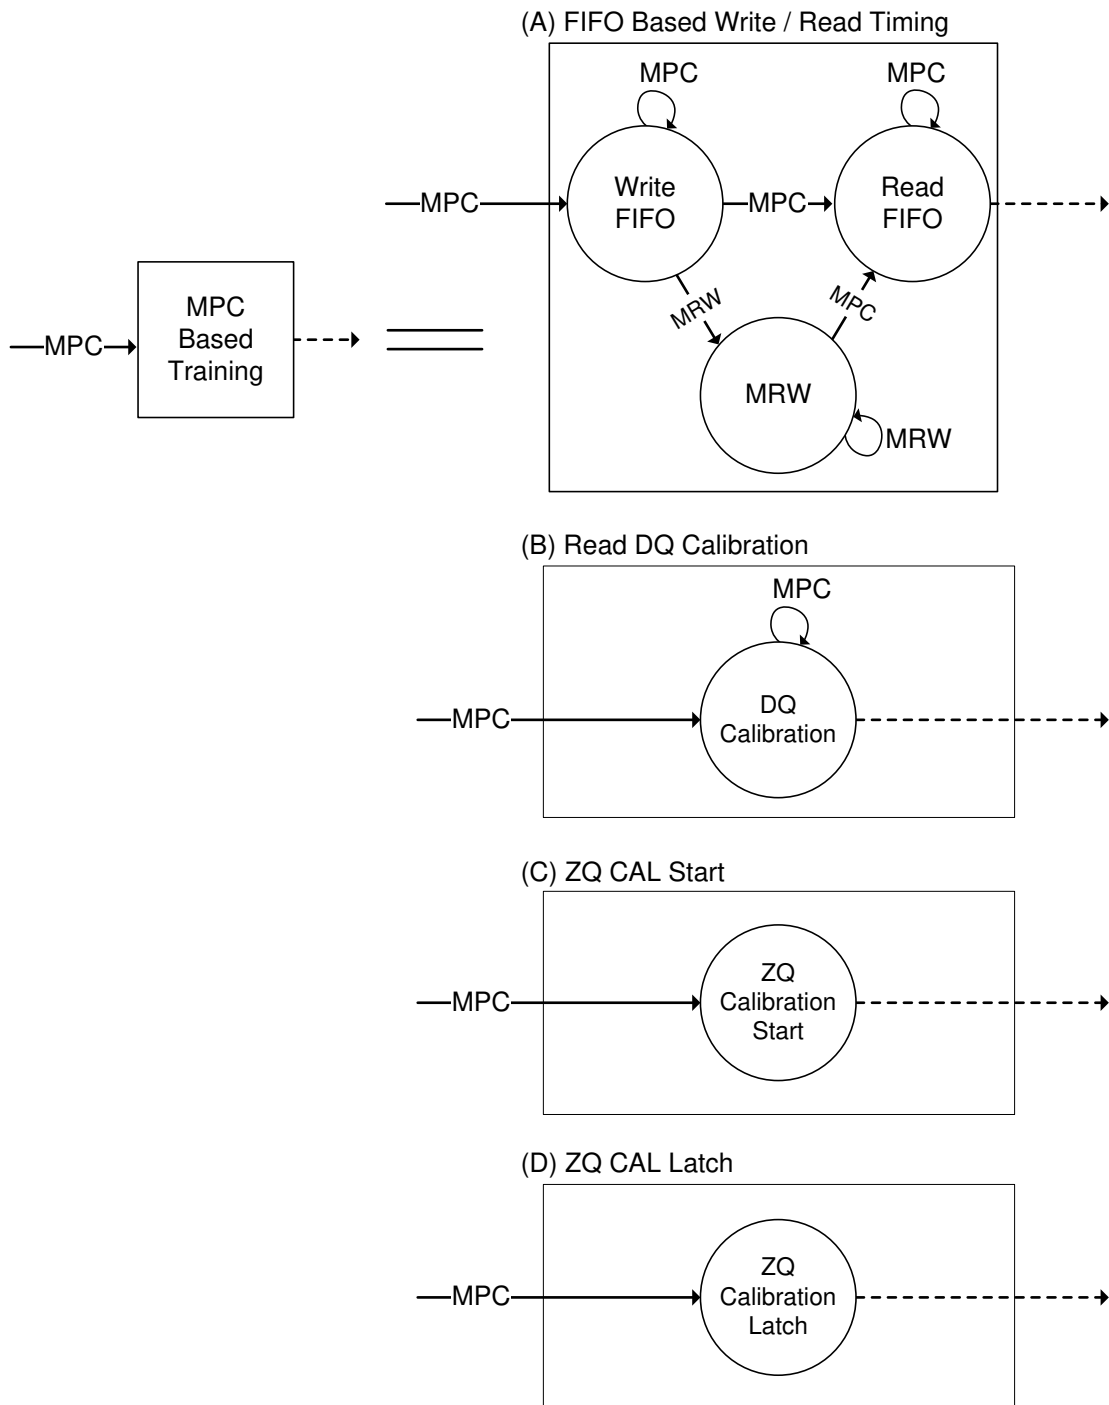 (A) FIFO Based Write / Read Timing
MPC
MPC
MPC
Write
FIFO
MPC
Read
FIFO
MRW
MPC
MRW
MRW
MPC
MPC
Based
Training
(B) Read DQ Calibration
MPC
MPC
DQ
Calibration
(C) ZQ CAL Start
MPC
ZQ
Calibration
Start
(D) ZQ CAL Latch
MPC
ZQ
Calibration
Latch